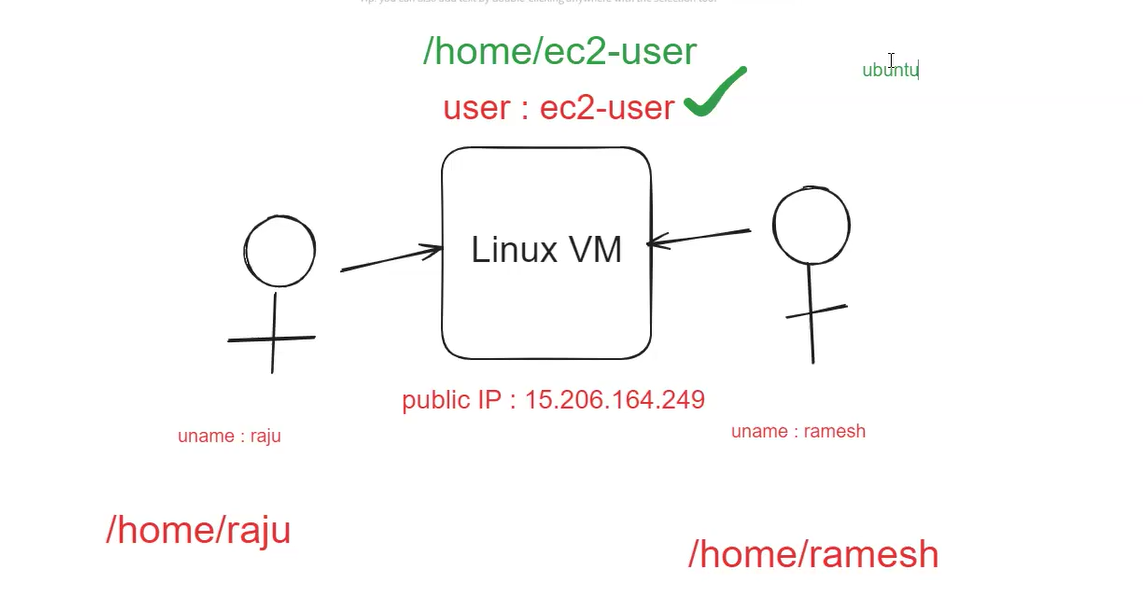 Tip: you can also add text by double-clicking anywhere with the selection tool
/home/ec2-user
ubuntu
user : ec2-user
Linux VM
public IP : 15.206.164.249
uname : raju
uname : ramesh
/home/raju
/home/ramesh